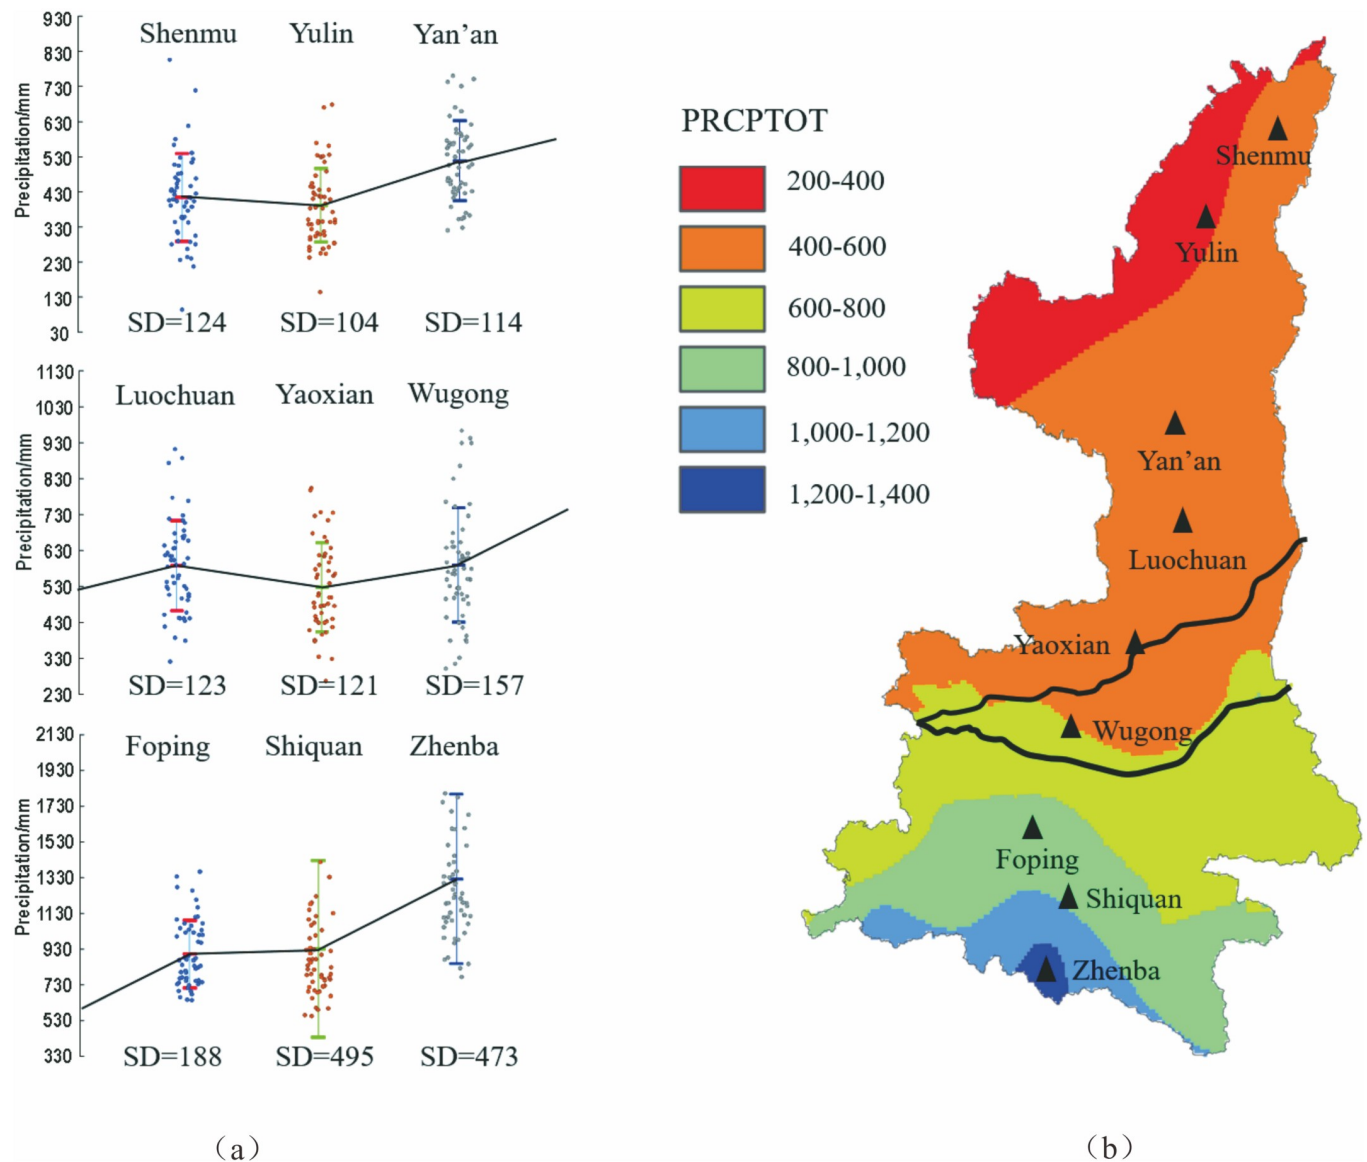 Shenmu Yulin Yan’an
Precipitation/mm
930
830
730
630
530
430
330
230
130
30
SD=124 SD=104 SD=114
Luochuan Yaoxian Wugong
Precipitation/mm
1130
1030
930
830
730
630
530
430
330
230
SD=123 SD=121 SD=157
Foping Shiquan Zhenba
Precipitation/mm
2130
1930
1730
1530
1330
1130
930
730
530
330
SD=188 SD=495 SD=473
(a)
PRCPTOT
200-400
400-600
600-800
800-1,000
1,000-1,200
1,200-1,400
Shenmu
Yulin
Yan’an
Luochuan
Yaoxian
Wugong
Foping
Shiquan
Zhenba
(b)